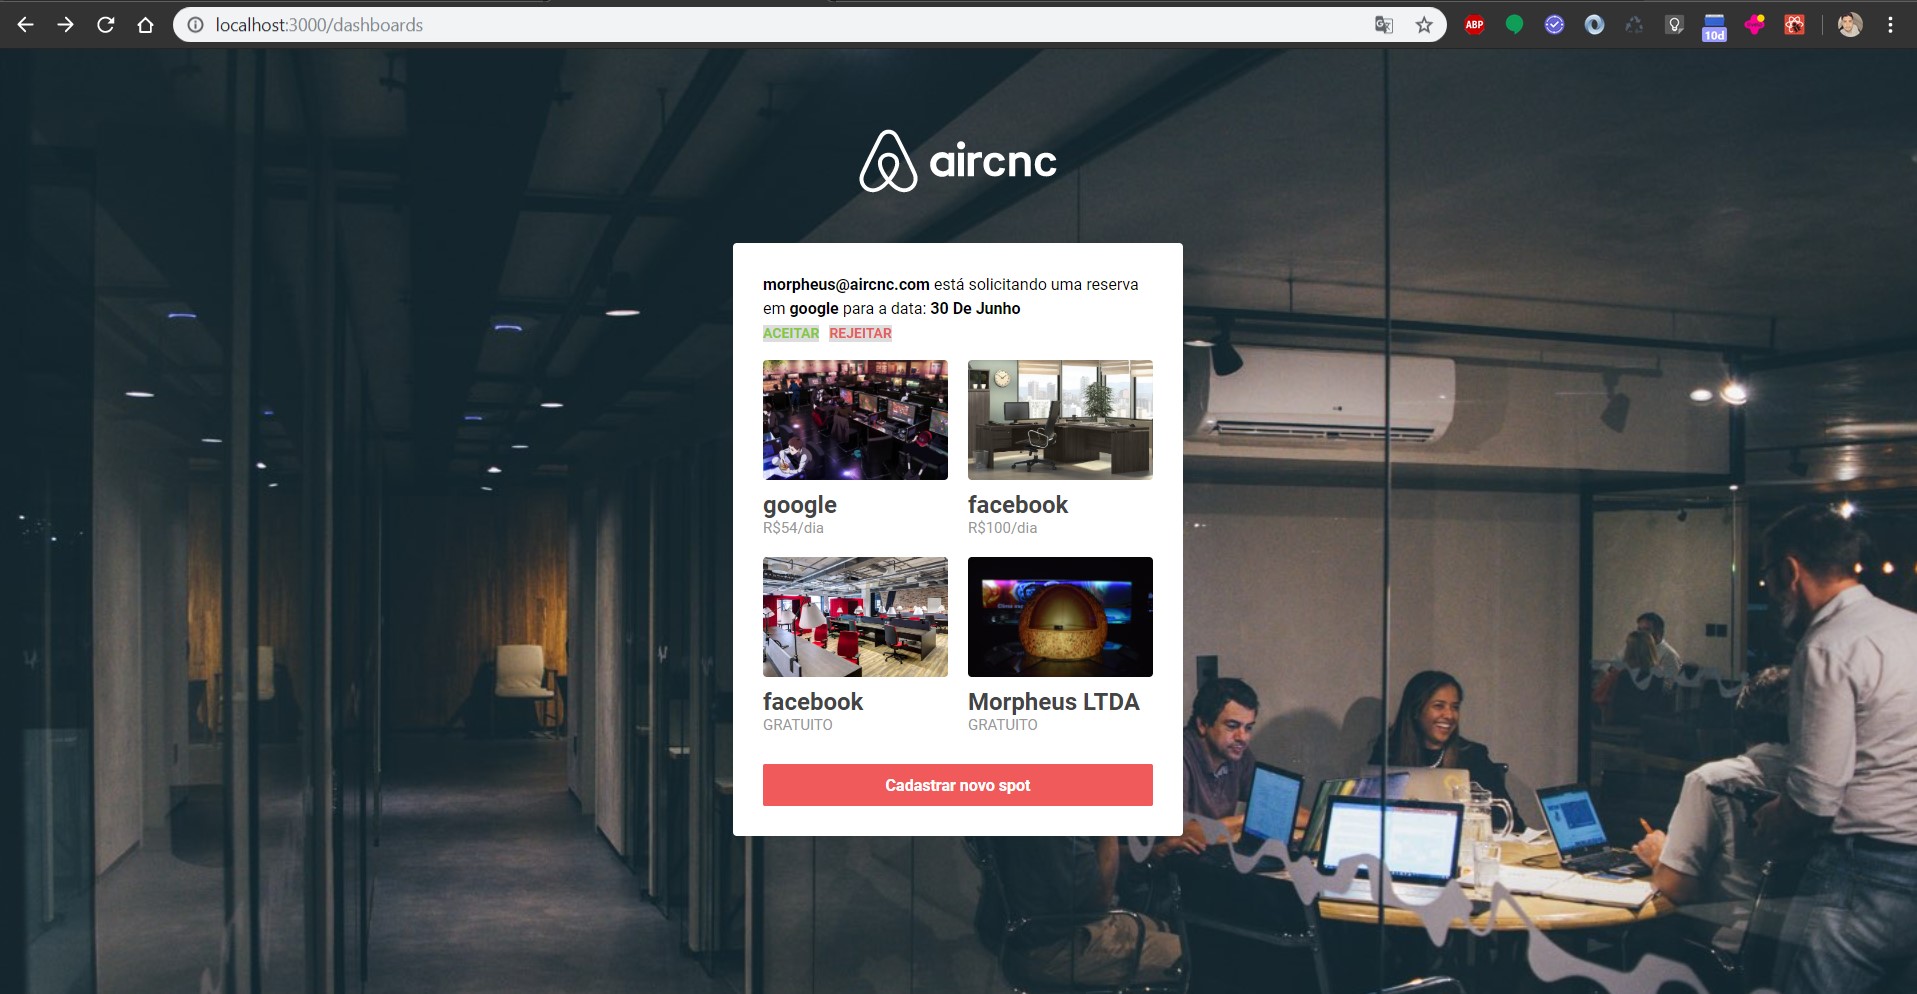 localhost:3000/dashboards
ABP
10d
aircnc
morpheus@aircnc.com está solicitando uma reserva
em google para a data: 30 De Junho
ACEITAR REJEITAR
google
R$54/dia
facebook
R$100/dia
facebook
GRATUITO
Morpheus LTDA
GRATUITO
Cadastrar novo spot